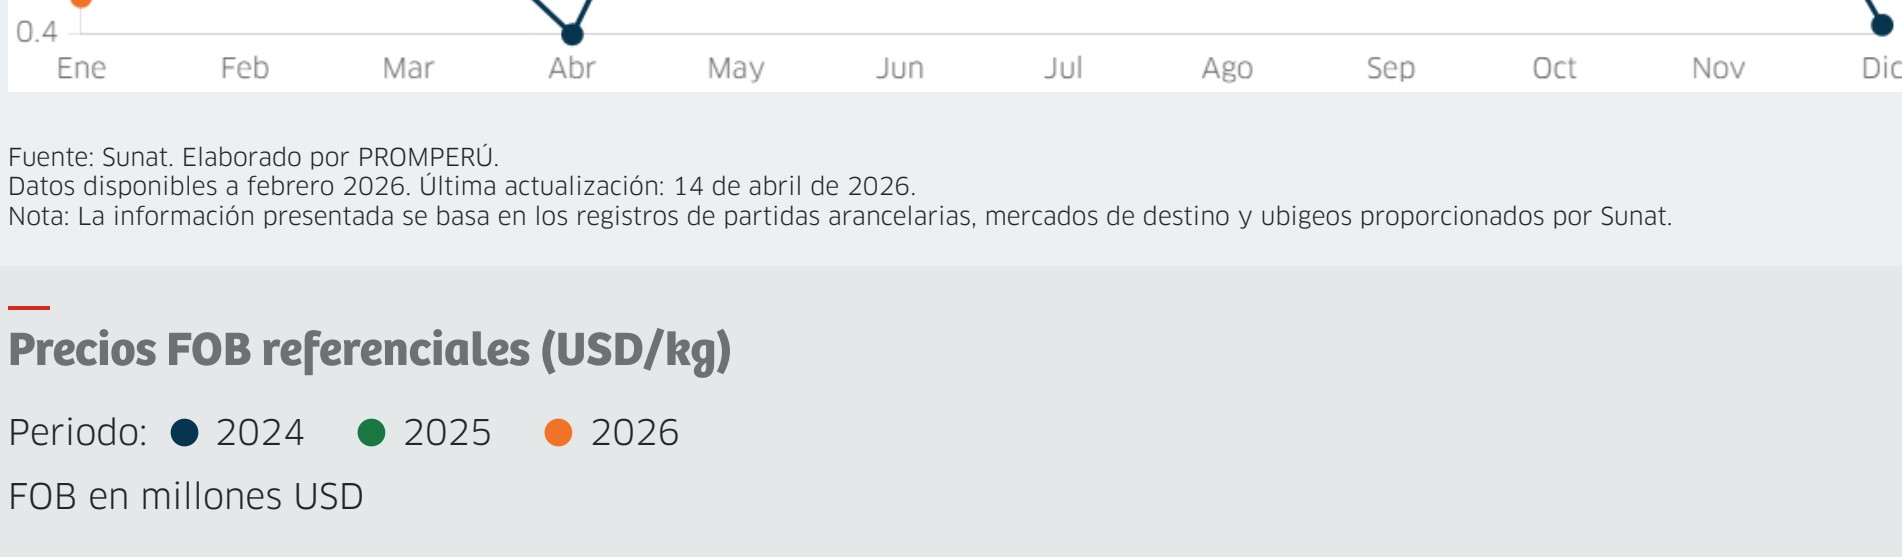 0.4
Ene Feb Mar Abr May Jun Jul Ago Sep Oct Nov Dic
Fuente: Sunat. Elaborado por PROMPERÚ.
Datos disponibles a febrero 2026. Última actualización: 14 de abril de 2026.
Nota: La información presentada se basa en los registros de partidas arancelarias, mercados de destino y ubigeos proporcionados por Sunat.
Precios FOB referenciales (USD/kg)
Periodo: 2024 2025 2026
FOB en millones USD